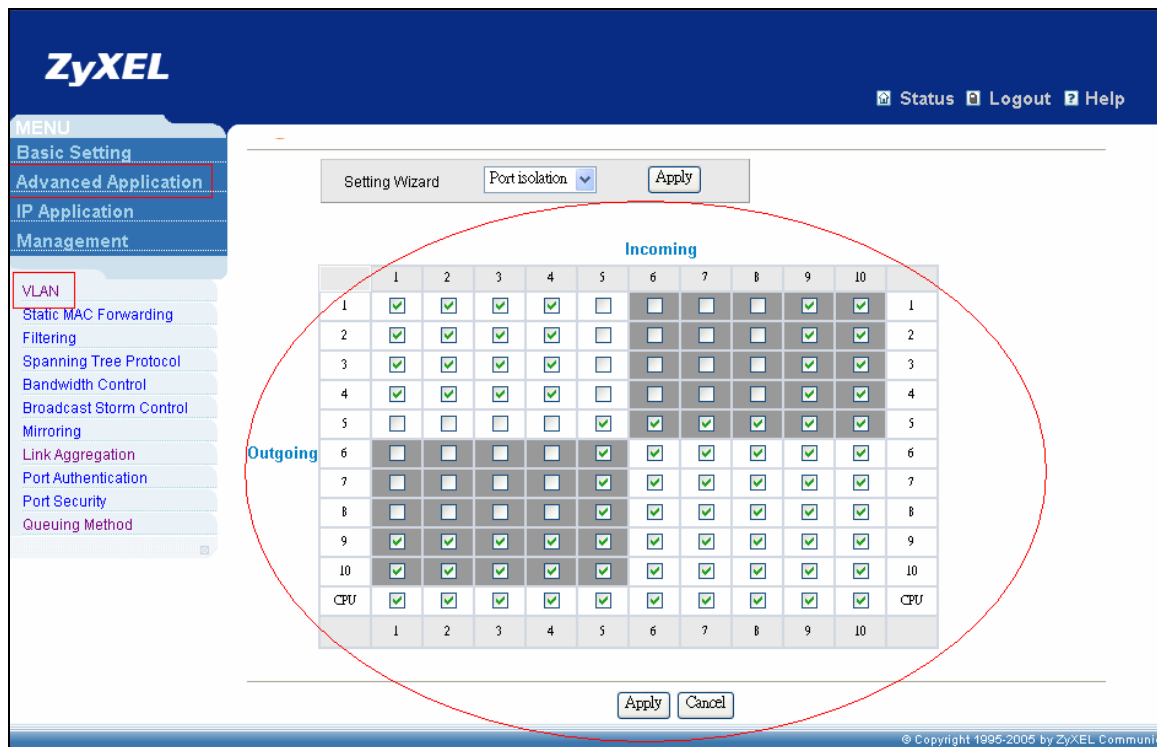 ZyXEL
Status Logout Help
MENU
Basic Setting
Advanced Application
IP Application
Management
VLAN
Static MAC Forwarding
Filtering
Spanning Tree Protocol
Bandwidth Control
Broadcast Storm Control
Mirroring
Link Aggregation
Port Authentication
Port Security
Queuing Method
Setting Wizard Port isolation Apply
Incoming
1 2 3 4 5 6 7 8 9 10
1 1
2 2
3 3
4 4
5 5
Outgoing 6 6
7 7
8 8
9 9
10 10
CPU CPU
1 2 3 4 5 6 7 8 9 10
Apply Cancel
© Copyright 1995-2005 by ZyXEL Communi